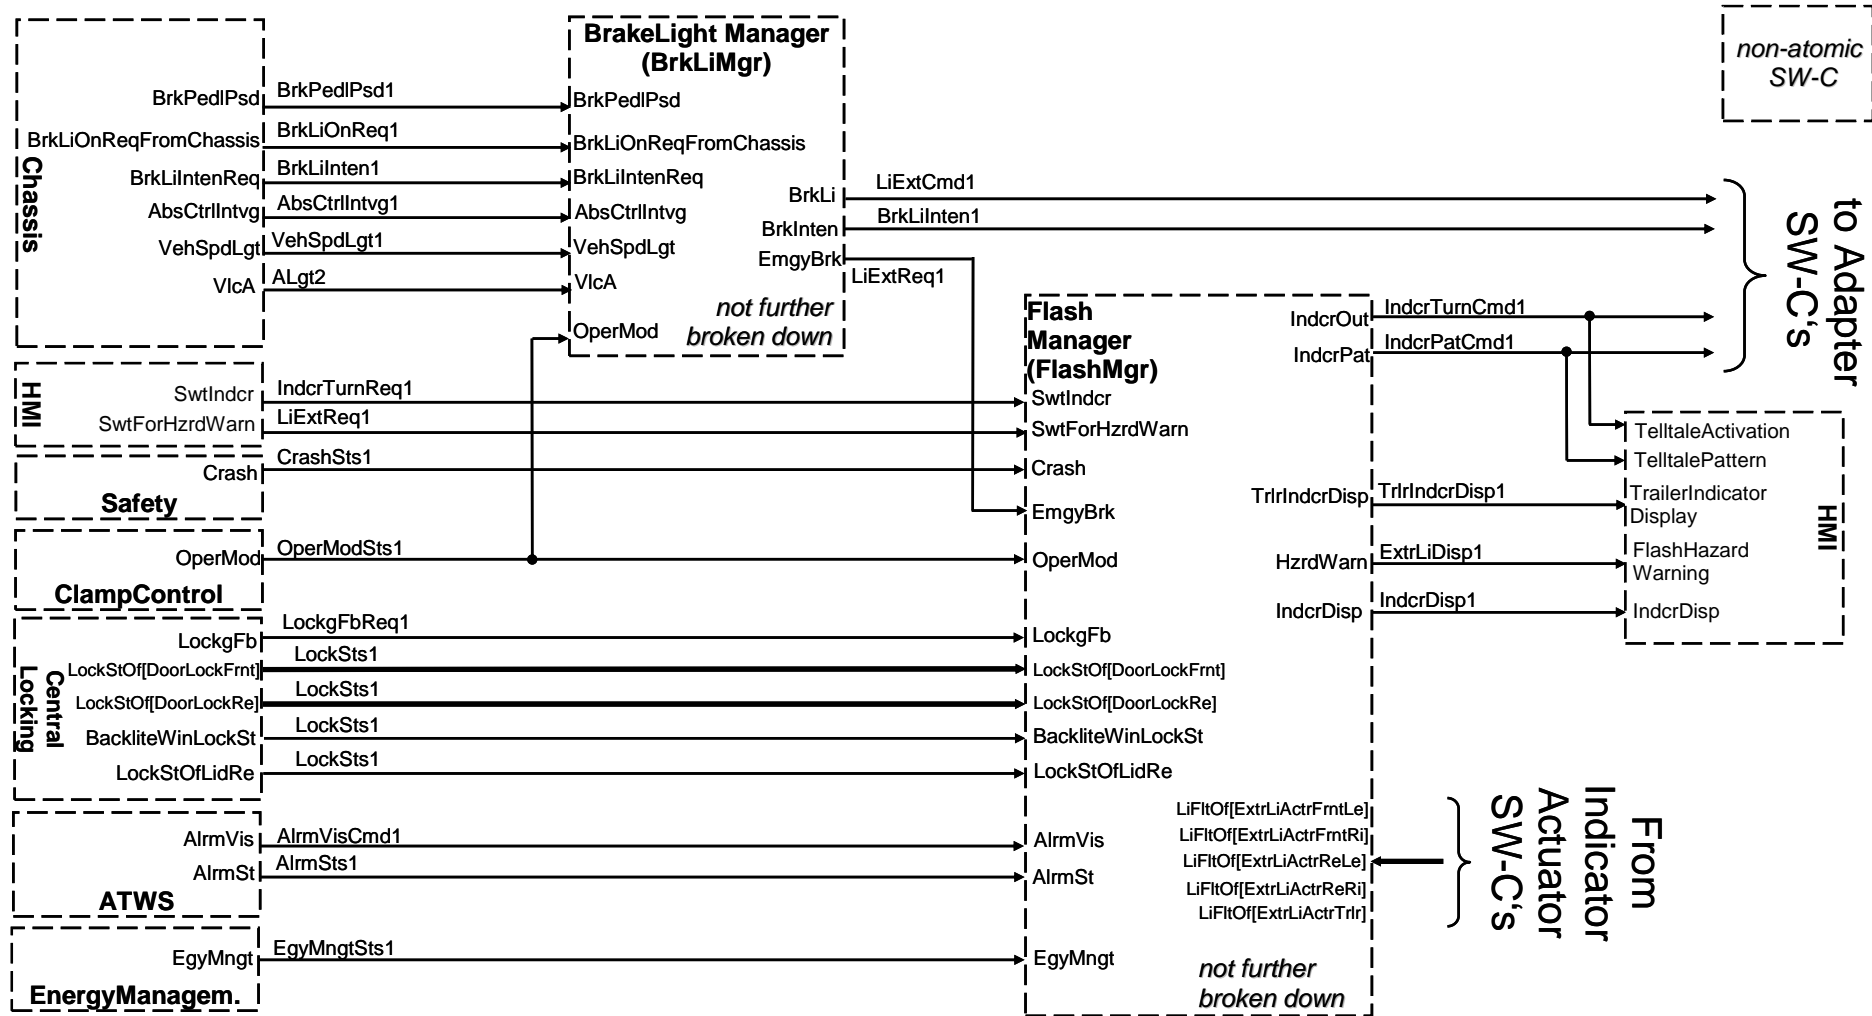 BrakeLight Manager
(BrkLiMgr)
non-atomic
SW-C
Chassis
BrkPedlPsd
BrkPedlPsd1
BrkPedlPsd
BrkLiOnReqFromChassis
BrkLiOnReq1
BrkLiOnReqFromChassis
BrkLiIntenReq
BrkLiInten1
BrkLiIntenReq
AbsCtrlIntvg
AbsCtrlIntvg1
AbsCtrlIntvg
VehSpdLgt
VehSpdLgt1
VehSpdLgt
VlcA
ALgt2
VlcA
OperMod
not further
broken down
BrkLi
LiExtCmd1
BrkInten
BrkLiInten1
EmgyBrk
LiExtReq1
to Adapter
SW-C's
Flash
Manager
(FlashMgr)
IndcrOut
IndcrTurnCmd1
IndcrPat
IndcrPatCmd1
HMI
SwtIndcr
IndcrTurnReq1
SwtIndcr
SwtForHzrdWarn
LiExtReq1
SwtForHzrdWarn
Crash
CrashSts1
Crash
Safety
EmgyBrk
OperMod
OperModSts1
OperMod
ClampControl
TrlrIndcrDisp
TrlrIndcrDisp1
HzrdWarn
ExtrLiDisp1
IndcrDisp
IndcrDisp1
TelltaleActivation
TelltalePattern
TrailerIndicator
Display
FlashHazard
Warning
IndcrDisp
HMI
Central
Locking
LockgFb
LockgFbReq1
LockgFb
LockStOf[DoorLockFrnt]
LockSts1
LockStOf[DoorLockFrnt]
LockStOf[DoorLockRe]
LockSts1
LockStOf[DoorLockRe]
BackliteWinLockSt
LockSts1
BackliteWinLockSt
LockStOfLidRe
LockSts1
LockStOfLidRe
AlrmVis
AlrmVisCmd1
AlrmVis
AlrmSt
AlrmSts1
AlrmSt
ATWS
LiFltOf[ExtrLiActrFrntLe]
LiFltOf[ExtrLiActrFrntRi]
LiFltOf[ExtrLiActrReLe]
LiFltOf[ExtrLiActrReRi]
LiFltOf[ExtrLiActrTrlr]
From
Indicator
Actuator
SW-C's
EgyMngt
EgyMngtSts1
EgyMngt
EnergyManagem.
not further
broken down